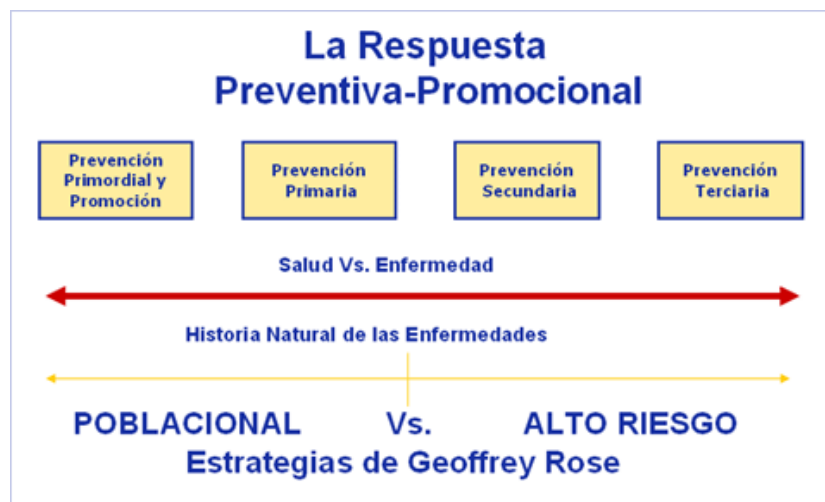 La Respuesta
Preventiva-Promocional
Prevención
Primordial y
Promoción
Prevención
Primaria
Prevención
Secundaria
Prevención
Terciaria
Salud Vs. Enfermedad
Historia Natural de las Enfermedades
POBLACIONAL Vs. ALTO RIESGO
Estrategias de Geoffrey Rose